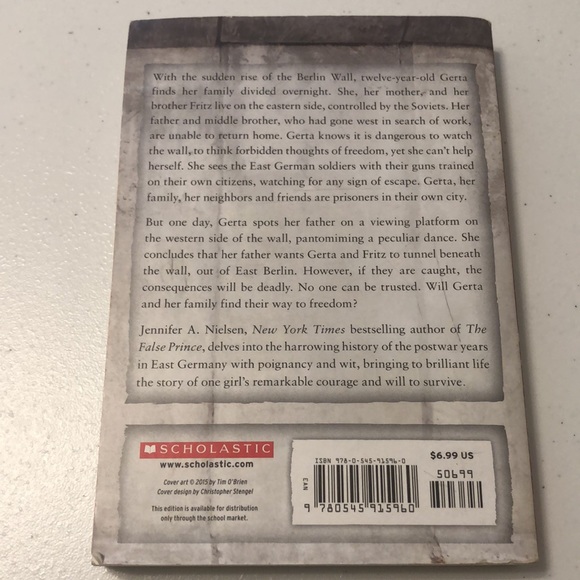 With the sudden rise of the Berlin Wall, twelve-year-old Gerta
finds her family divided overnight. She, her mother, and her
brother Fritz live on the eastern side, controlled by the Soviets. Her
father and middle brother, who had gone west in search of work,
are unable to return home. Gerta knows it is dangerous to watch
the wall, to think forbidden thoughts of freedom, yet she can't help
herself. She sees the East German soldiers with their guns trained
on their own citizens, watching for any sign of escape. Gerta, her
family, her neighbors and friends are prisoners in their own city.
But one day, Gerta spots her father on a viewing platform on
the western side of the wall, pantomiming a peculiar dance. She
concludes that her father wants Gerta and Fritz to tunnel beneath
the wall, out of East Berlin. However, if they are caught, the
consequences will be deadly. No one can be trusted. Will Gerta
and her family find their way to freedom?
Jennifer A. Nielsen, New York Times bestselling author of The
False Prince, delves into the harrowing history of the postwar years
in East Germany with poignancy and wit, bringing to brilliant life
the story of one girl's remarkable courage and will to survive.
SCHOLASTIC
www.scholastic.com
Cover art © 2015 by Tim O'Brien
Cover design by Christopher Stengel
This edition is available for distribution
only through the school market.
ISBN 978-0-545-91596-0
$6.99 US
50699
CAN
9 780545 915960